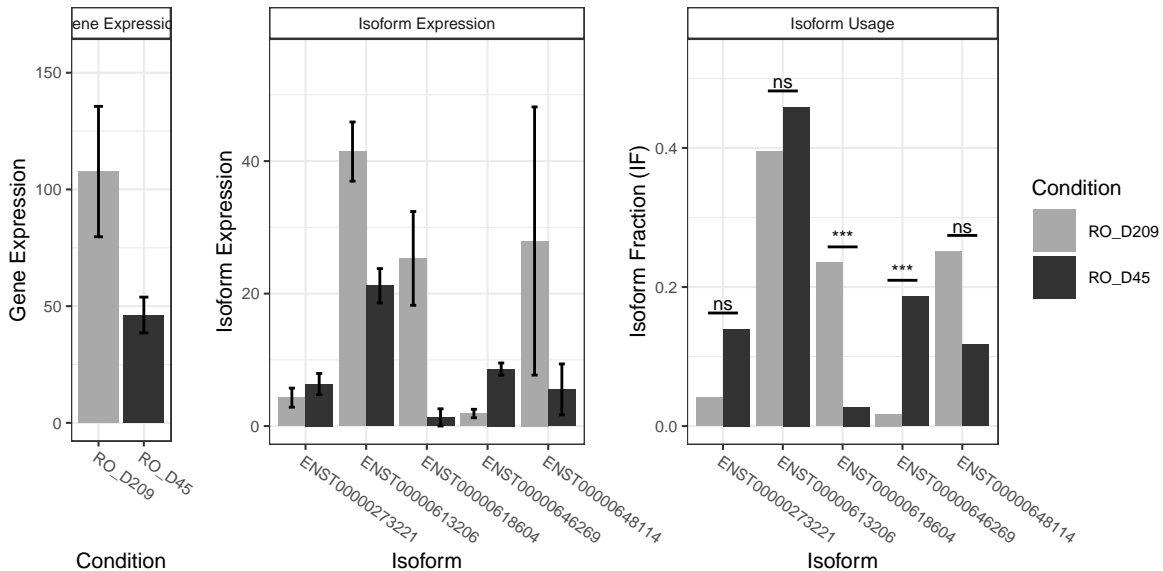 ene Expressio
Gene Expression
150
100
50
0
RO_D209
RO_D45
Condition
Isoform Expression
Isoform Expression
40
20
0
ENST00000273221
ENST00000613206
ENST00000618604
ENST00000646269
ENST00000648114
Isoform
Isoform Usage
Isoform Fraction (IF)
0.4
0.2
0.0
ns
ns
***
***
ns
ENST00000273221
ENST00000613206
ENST00000618604
ENST00000646269
ENST00000648114
Isoform
Condition
RO_D209
RO_D45